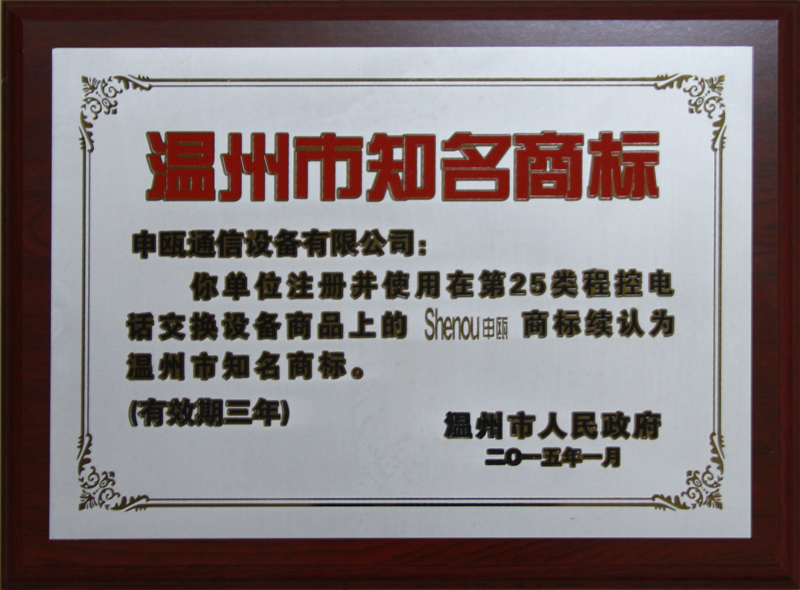 温州市知名商标
申瓯通信设备有限公司：
你单位注册并使用在第25类程控电
话交换设备商品上的 Shenou申瓯 商标续认为
温州市知名商标。
(有效期三年)
温州市人民政府
二〇一五年一月